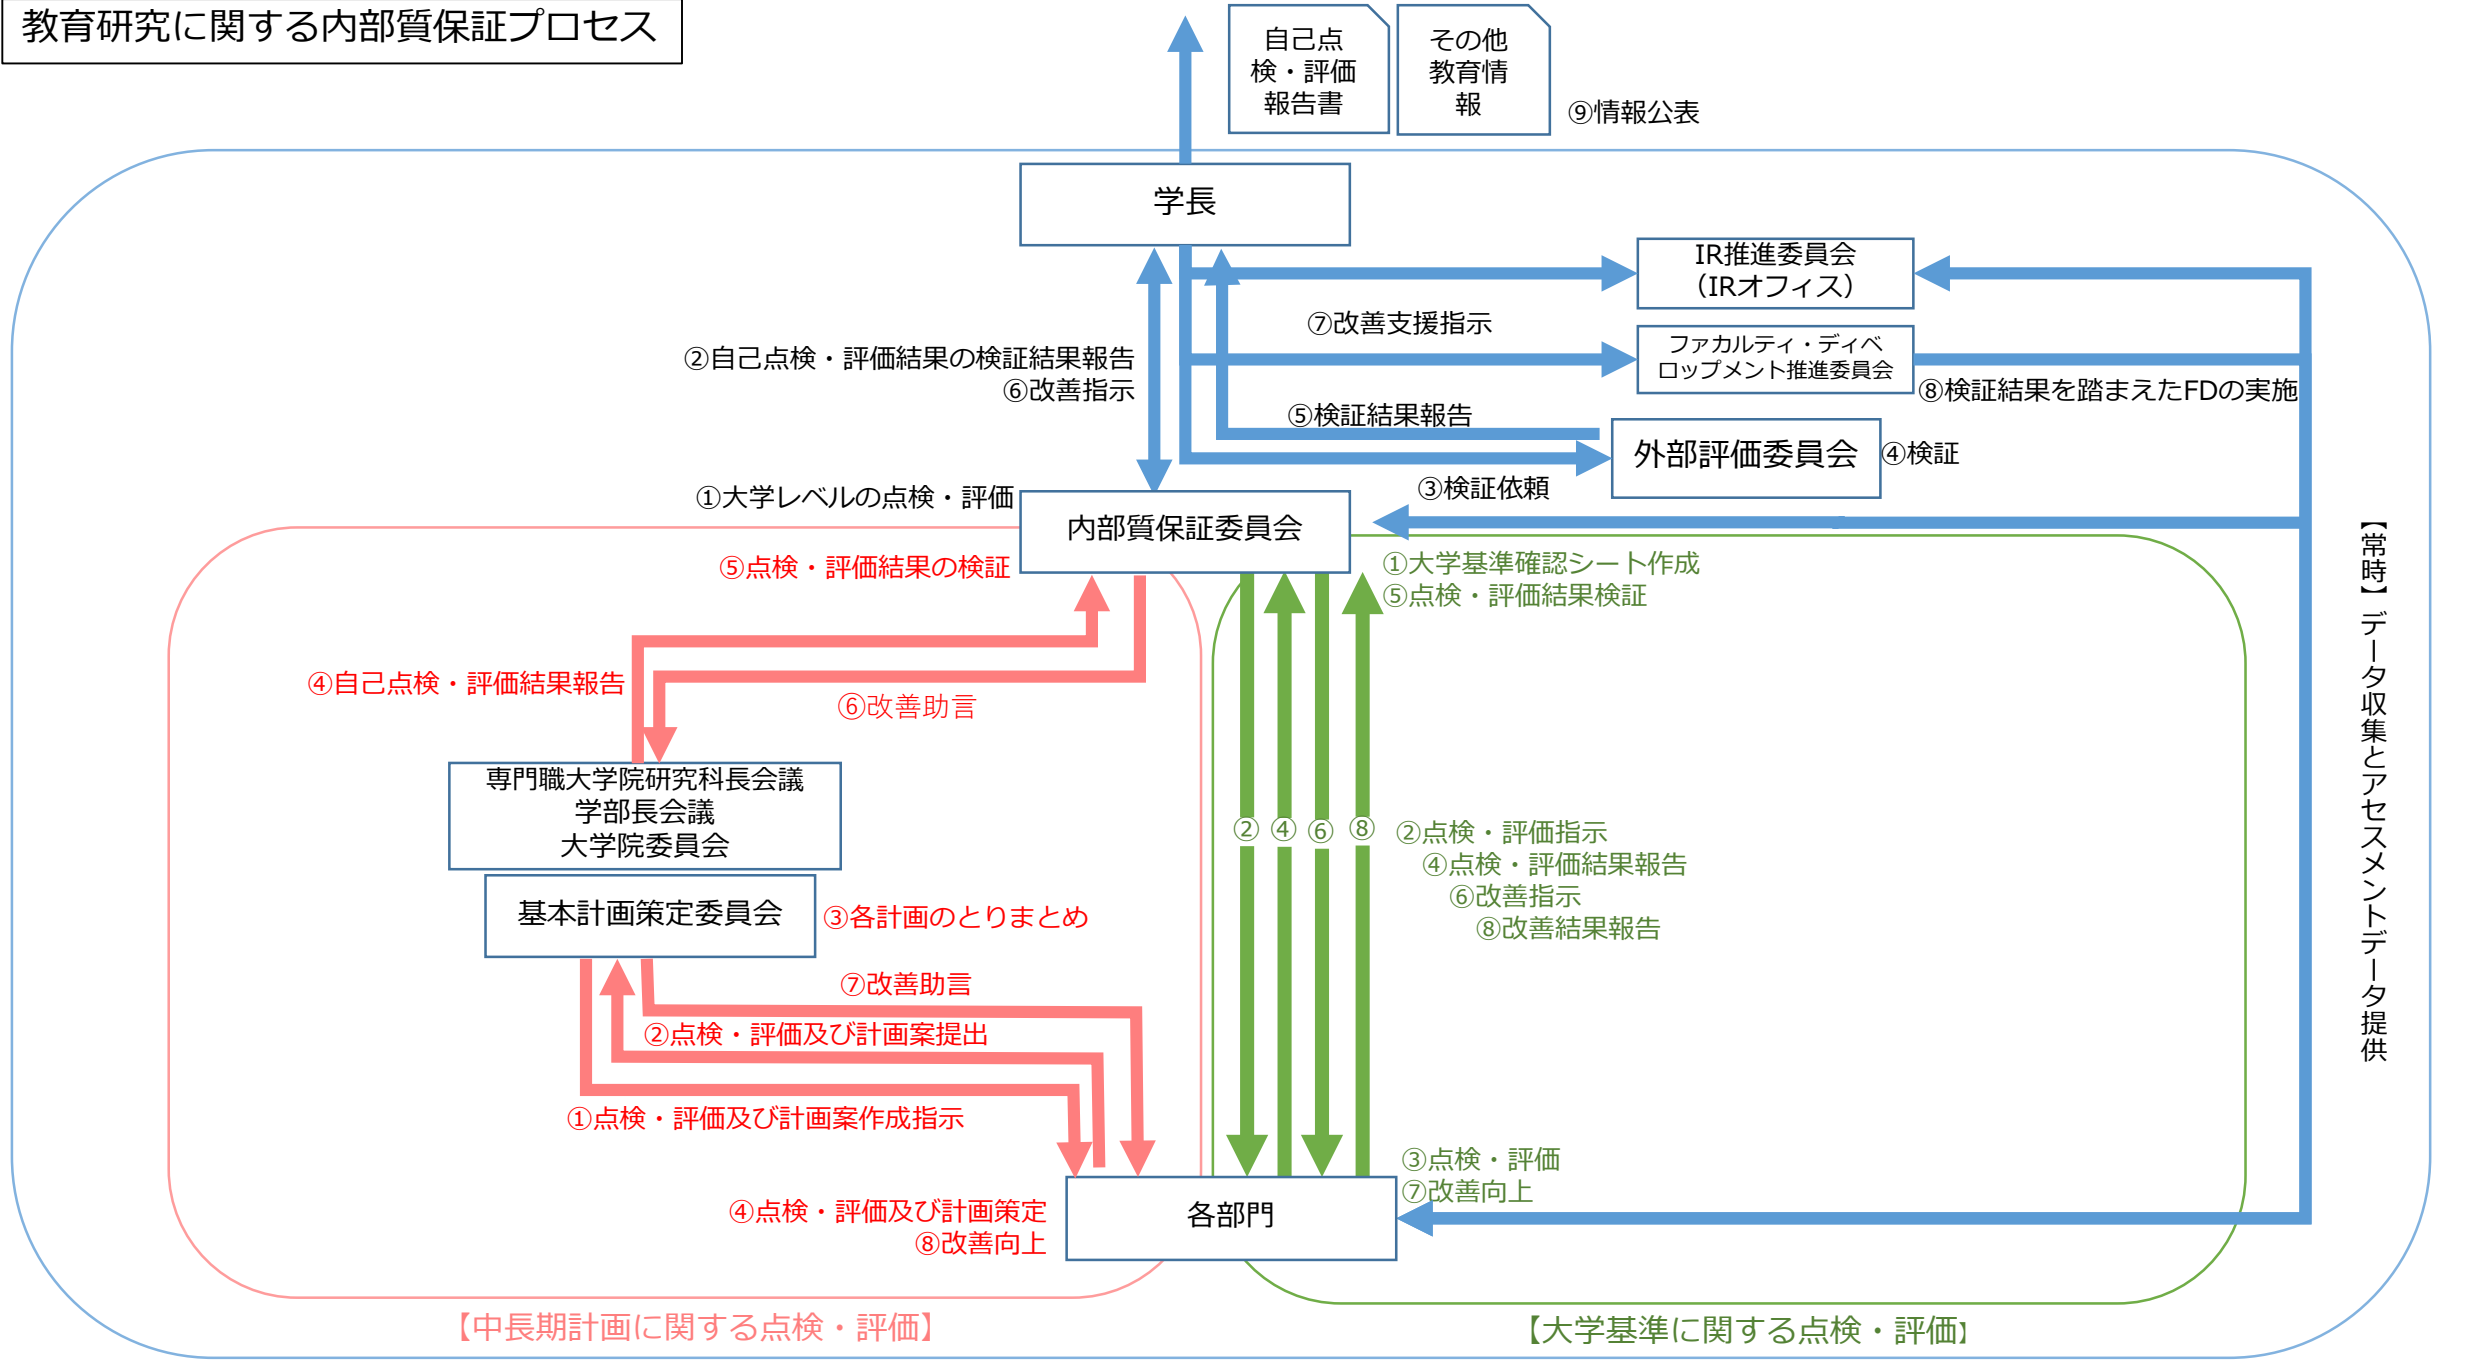 教育研究に関する内部質保証プロセス
自己点
検・評価
報告書
その他
教育情
報
⑨情報公表
学長
IR推進委員会
（IRオフィス）
⑦改善支援指示
ファカルティ・ディベ
ロップメント推進委員会
②自己点検・評価結果の検証結果報告
⑥改善指示
⑧検証結果を踏まえたFDの実施
⑤検証結果報告
外部評価委員会
④検証
③検証依頼
①大学レベルの点検・評価
内部質保証委員会
【常時】データ収集とアセスメントデータ提供
⑤点検・評価結果の検証
①大学基準確認シート作成
⑤点検・評価結果検証
④自己点検・評価結果報告
⑥改善助言
専門職大学院研究科長会議
学部長会議
大学院委員会
基本計画策定委員会
③各計画のとりまとめ
② ④ ⑥ ⑧
②点検・評価指示
④点検・評価結果報告
⑥改善指示
⑧改善結果報告
⑦改善助言
②点検・評価及び計画案提出
①点検・評価及び計画案作成指示
③点検・評価
⑦改善向上
④点検・評価及び計画策定
⑧改善向上
各部門
【中長期計画に関する点検・評価】
【大学基準に関する点検・評価】